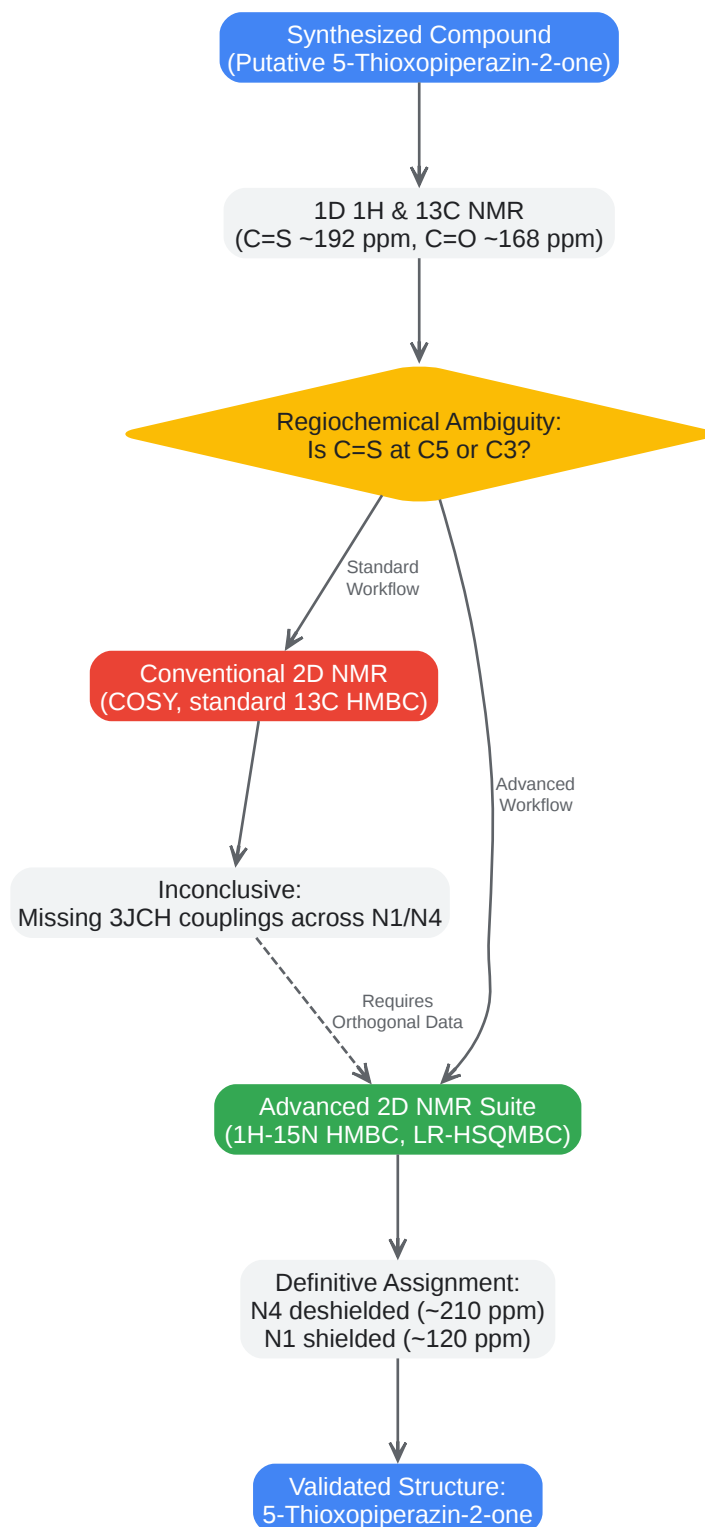 Synthesized Compound
(Putative 5-Thioxopiperazin-2-one)
1D 1H & 13C NMR
(C=S ~192 ppm, C=O ~168 ppm)
Regiochemical Ambiguity:
Is C=S at C5 or C3?
Standard
Workflow
Conventional 2D NMR
(COSY, standard 13C HMBC)
Advanced
Workflow
Inconclusive:
Missing 3JCH couplings across N1/N4
Requires
Orthogonal Data
Advanced 2D NMR Suite
(1H-15N HMBC, LR-HSQMBC)
Definitive Assignment:
N4 deshielded (~210 ppm)
N1 shielded (~120 ppm)
Validated Structure:
5-Thioxopiperazin-2-one